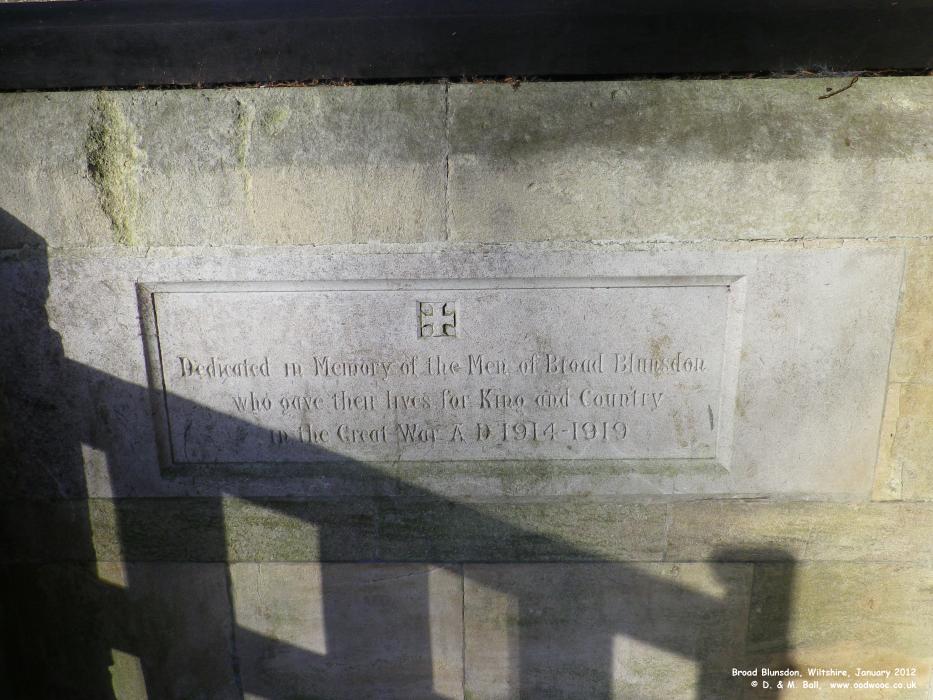 Dedicated in Memory of the Men of Broad Blunsdon
who gave their lives for King and Country
in the Great War A D 1914-1919
Broad Blunsdon, Wiltshire, January 2012
© D. & M. Ball, www.oodwooc.co.uk